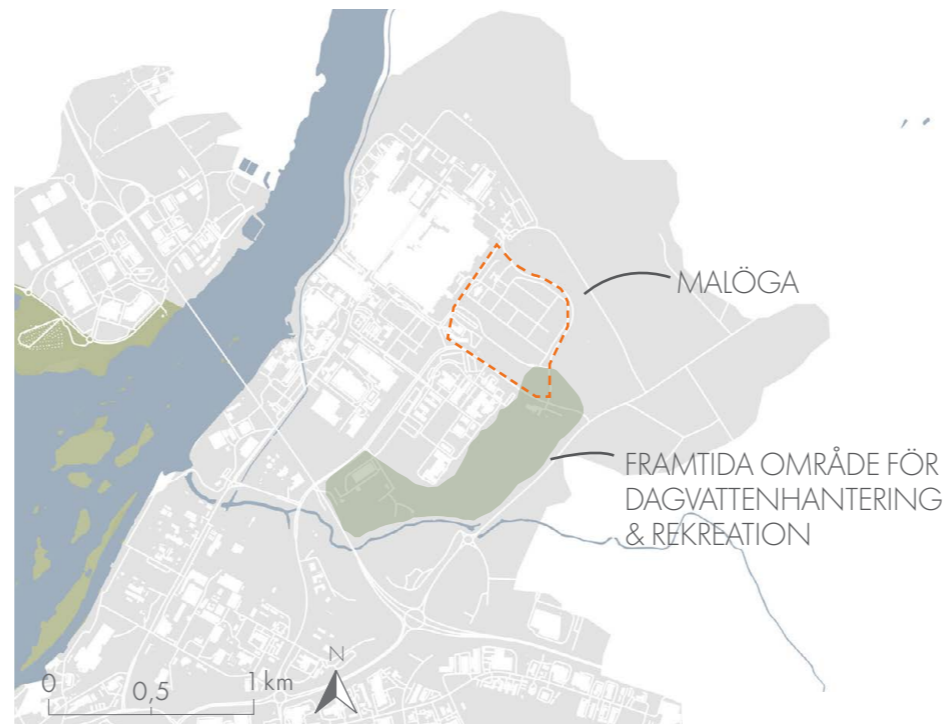 MALÖGA
FRAMTIDA OMRÅDE FÖR
DAGVATTENHANTERING
& REKREATION
0
0,5
1 km
N